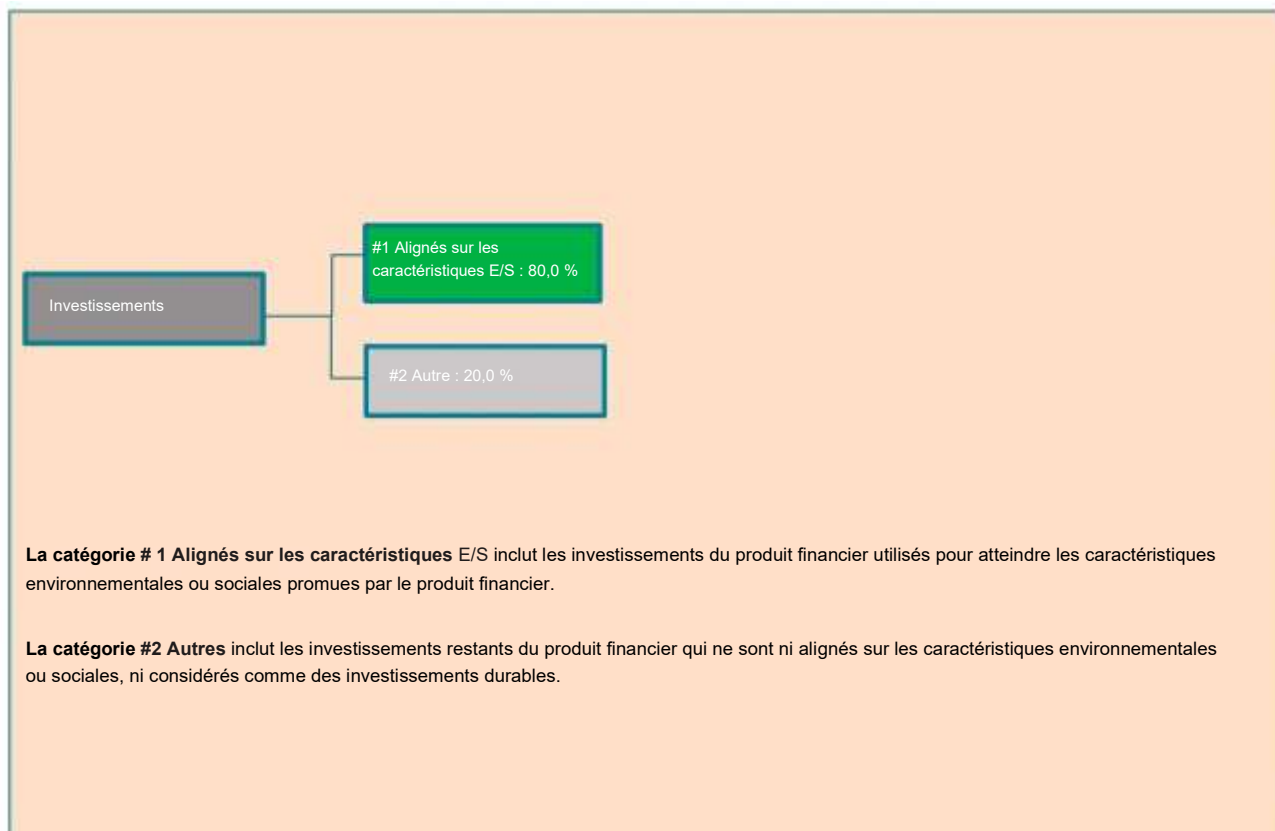 #1 Alignés sur les
caractéristiques E/S : 80,0 %
Investissements
#2 Autre : 20,0 %
La catégorie # 1 Alignés sur les caractéristiques E/S inclut les investissements du produit financier utilisés pour atteindre les caractéristiques
environnementales ou sociales promues par le produit financier.
La catégorie #2 Autres inclut les investissements restants du produit financier qui ne sont ni alignés sur les caractéristiques environnementales
ou sociales, ni considérés comme des investissements durables.